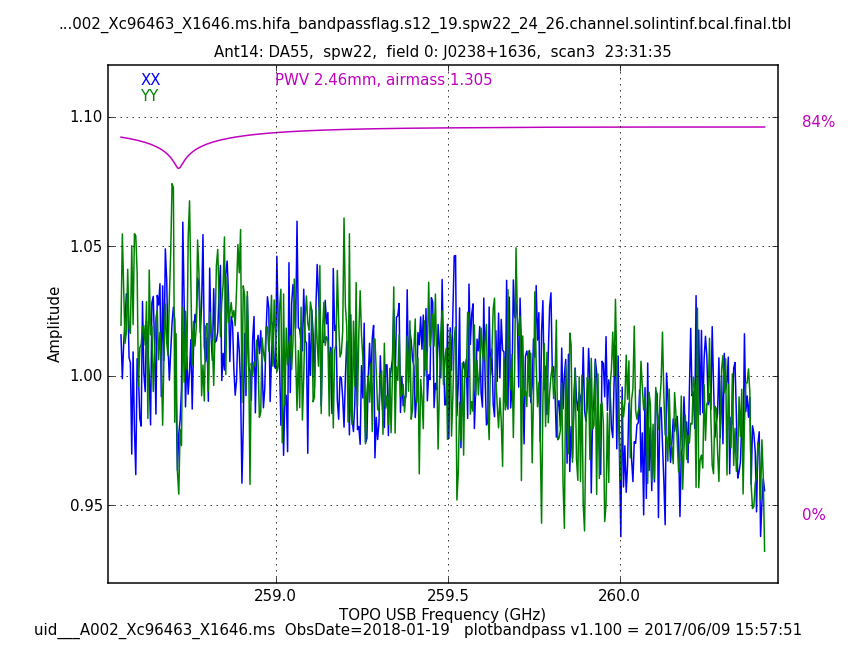 ...002_Xc96463_X1646.ms.hifa_bandpassflag.s12_19.spw22_24_26.channel.solintinf.bcal.final.tbl
Ant14: DA55,  spw22,  field 0: J0238+1636,  scan3  23:31:35
XX
PWV 2.46mm, airmass 1.305
YY
1.10
84%
1.05
Amplitude
1.00
0.95
0%
259.0
259.5
260.0
TOPO USB Frequency (GHz)
uid___A002_Xc96463_X1646.ms  ObsDate=2018-01-19   plotbandpass v1.100 = 2017/06/09 15:57:51